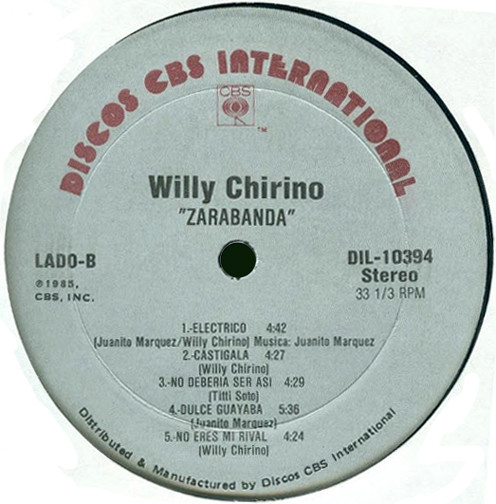 DISCOS CBS INTERNATIONAL
CBS
TM
Willy Chirino
"ZARABANDA"
LADO-B
℗1985,
CBS, INC.
DIL-10394
Stereo
33 1/3 RPM
1.-ELECTRICO 4:42
(Juanito Marquez/Willy Chirino) Musica: Juanito Marquez
2.-CASTIGALA 4:27
(Willy Chirino)
3.-NO DEBERIA SER ASI 4:29
(Titti Soto)
4.-DULCE GUAYABA 5:36
(Juanito Marquez)
5.-NO ERES MI RIVAL 4:24
(Willy Chirino)
Distributed & Manufactured by Discos CBS International